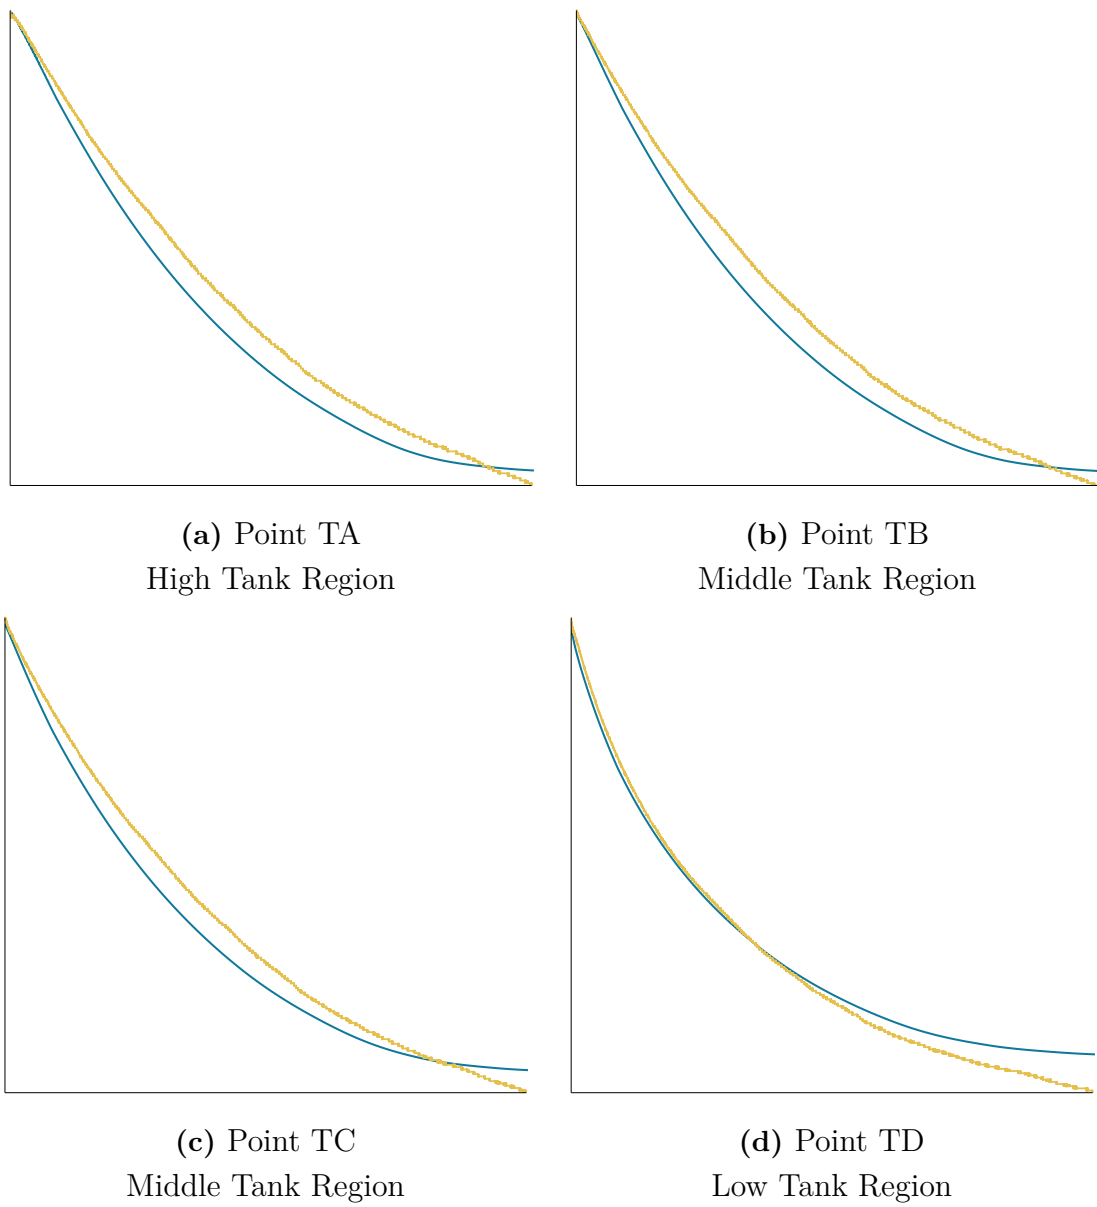 (a) Point TA
High Tank Region
(b) Point TB
Middle Tank Region
(c) Point TC
Middle Tank Region
(d) Point TD
Low Tank Region